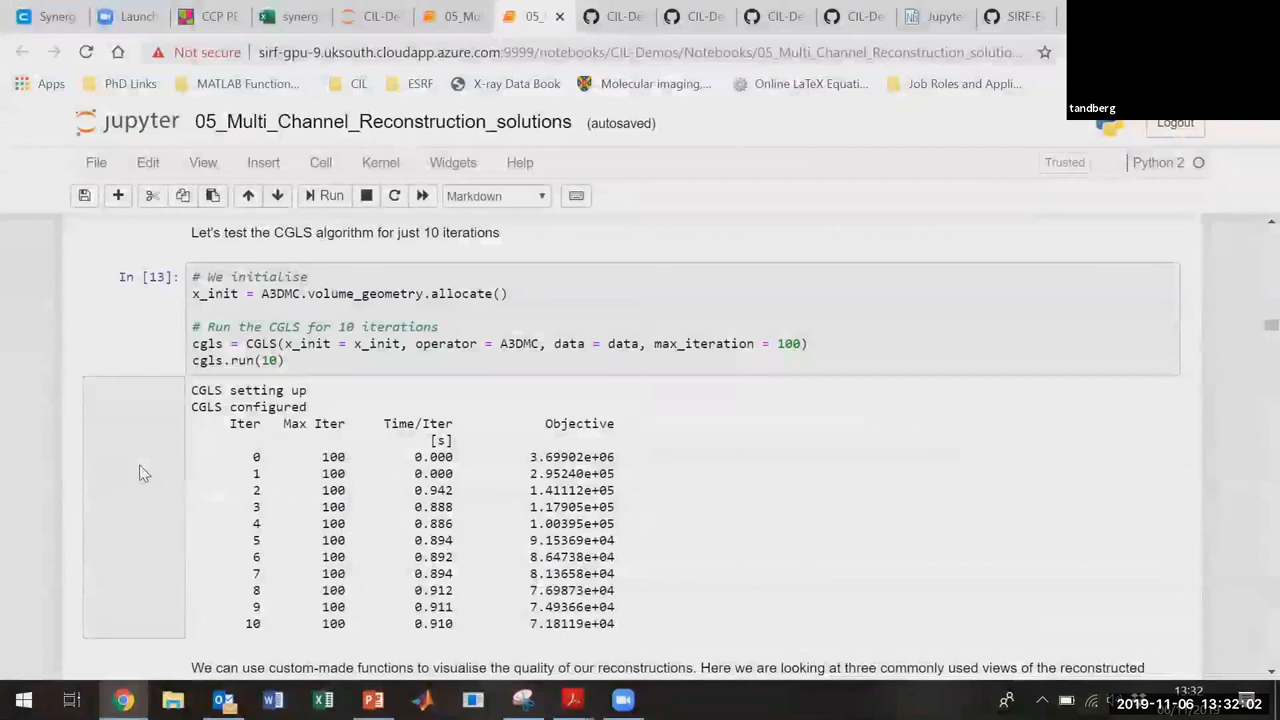 Synerg
Launch
CCP PE
synerg
CIL-De
05_Mu
05_
CIL-De
CIL-D
CIL-D
CIL-De
Jupyte
SIRF-E
Not secure
sirf-gpu-9.uksouth.cloudapp.azure.com:9999/notebooks/CIL-Demos/Notebooks/05_Multi_Channel_Reconstruction_solutio...
Apps
PhD Links
MATLAB Function...
CIL
ESRF
X-ray Data Book
Molecular imaging,...
Online LaTeX Equati...
Job Roles and Appli...
tandberg
jupyter 05_Multi_Channel_Reconstruction_solutions (autosaved)
Logout
File Edit View Insert Cell Kernel Widgets Help
Trusted
Python 2
Run
Markdown
Let's test the CGLS algorithm for just 10 iterations
In [13]:
# We initialise
x_init = A3DMC.volume_geometry.allocate()
# Run the CGLS for 10 iterations
cgls = CGLS(x_init = x_init, operator = A3DMC, data = data, max_iteration = 100)
cgls.run(10)
CGLS setting up
CGLS configured
Iter Max Iter Time/Iter Objective
[s]
0 100 0.000 3.69902e+06
1 100 0.000 2.95240e+05
2 100 0.942 1.41112e+05
3 100 0.888 1.17905e+05
4 100 0.886 1.00395e+05
5 100 0.894 9.15369e+04
6 100 0.892 8.64738e+04
7 100 0.894 8.13658e+04
8 100 0.912 7.69873e+04
9 100 0.911 7.49366e+04
10 100 0.910 7.18119e+04
We can use custom-made functions to visualise the quality of our reconstructions. Here we are looking at three commonly used views of the reconstructed
13:32
2019-11-06 13:32:02